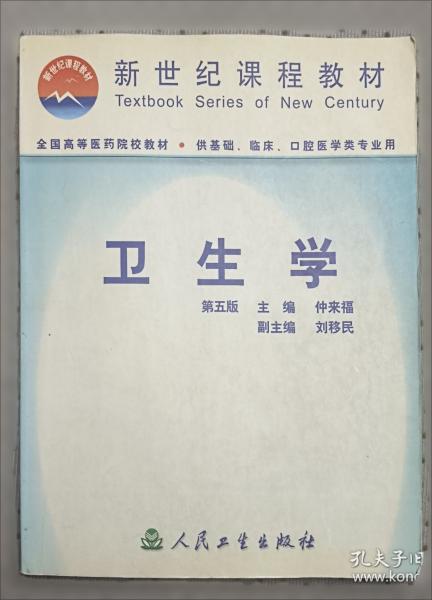 新世纪课程教材
新世纪课程教材
Textbook Series of New Century
全国高等医药院校教材 • 供基础、临床、口腔医学类专业用
卫生学
第五版 主编 仲来福
副主编 刘移民
人民卫生出版社
孔夫子旧
www.kong